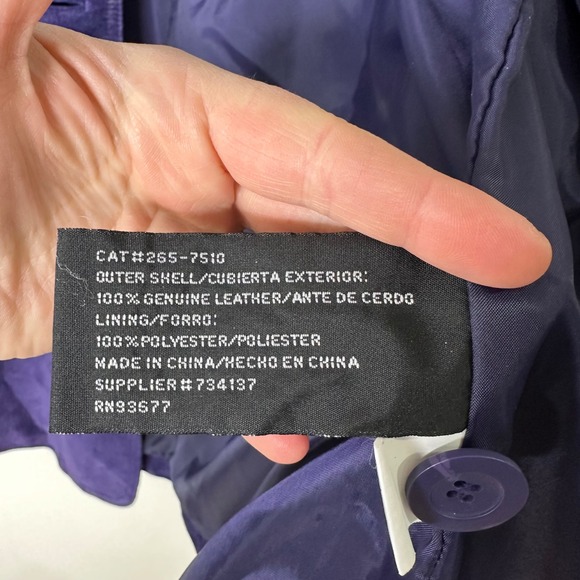 CAT#265-7510
OUTER SHELL/CUBIERTA EXTERIOR:
100% GENUINE LEATHER/ANTE DE CERDO
LINING/FORRO:
100%POLYESTER/POLIESTER
MADE IN CHINA/HECHO EN CHINA
SUPPLIER #734137
RN93677